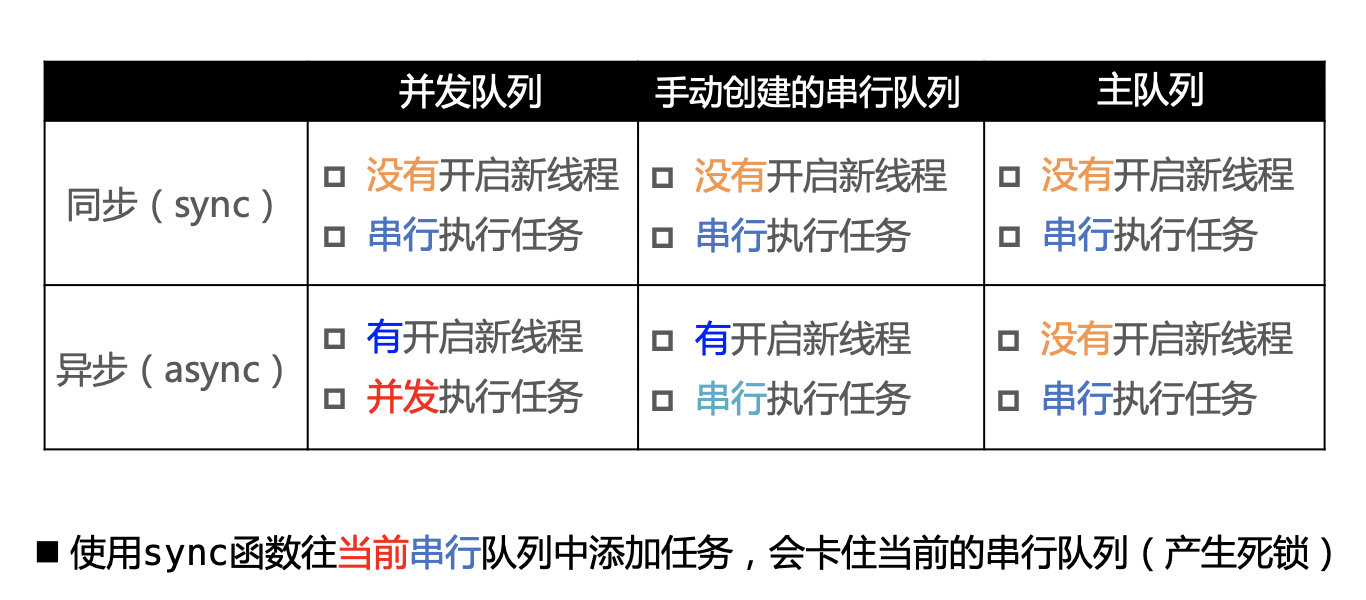 并发队列 手动创建的串行队列 主队列
同步（sync）
没有开启新线程
串行执行任务
没有开启新线程
串行执行任务
没有开启新线程
串行执行任务
异步（async）
有开启新线程
并发执行任务
有开启新线程
串行执行任务
没有开启新线程
串行执行任务
使用sync函数往当前串行队列中添加任务，会卡住当前的串行队列（产生死锁）